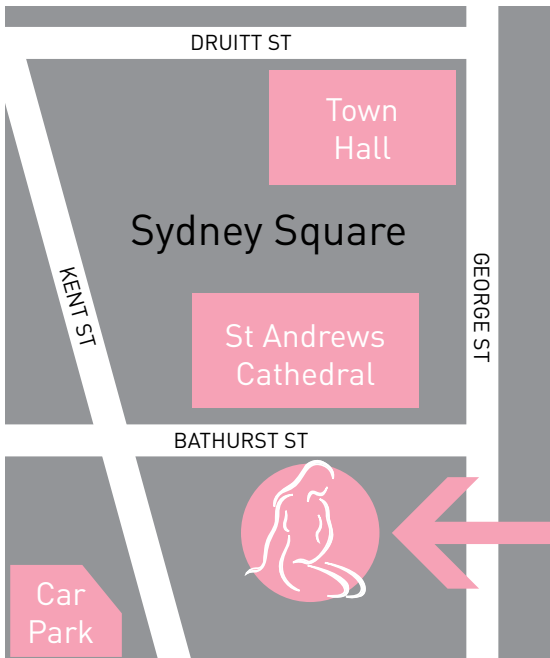 DRUITT ST
Town
Hall
Sydney Square
KENT ST
GEORGE ST
St Andrews
Cathedral
BATHURST ST
Car
Park